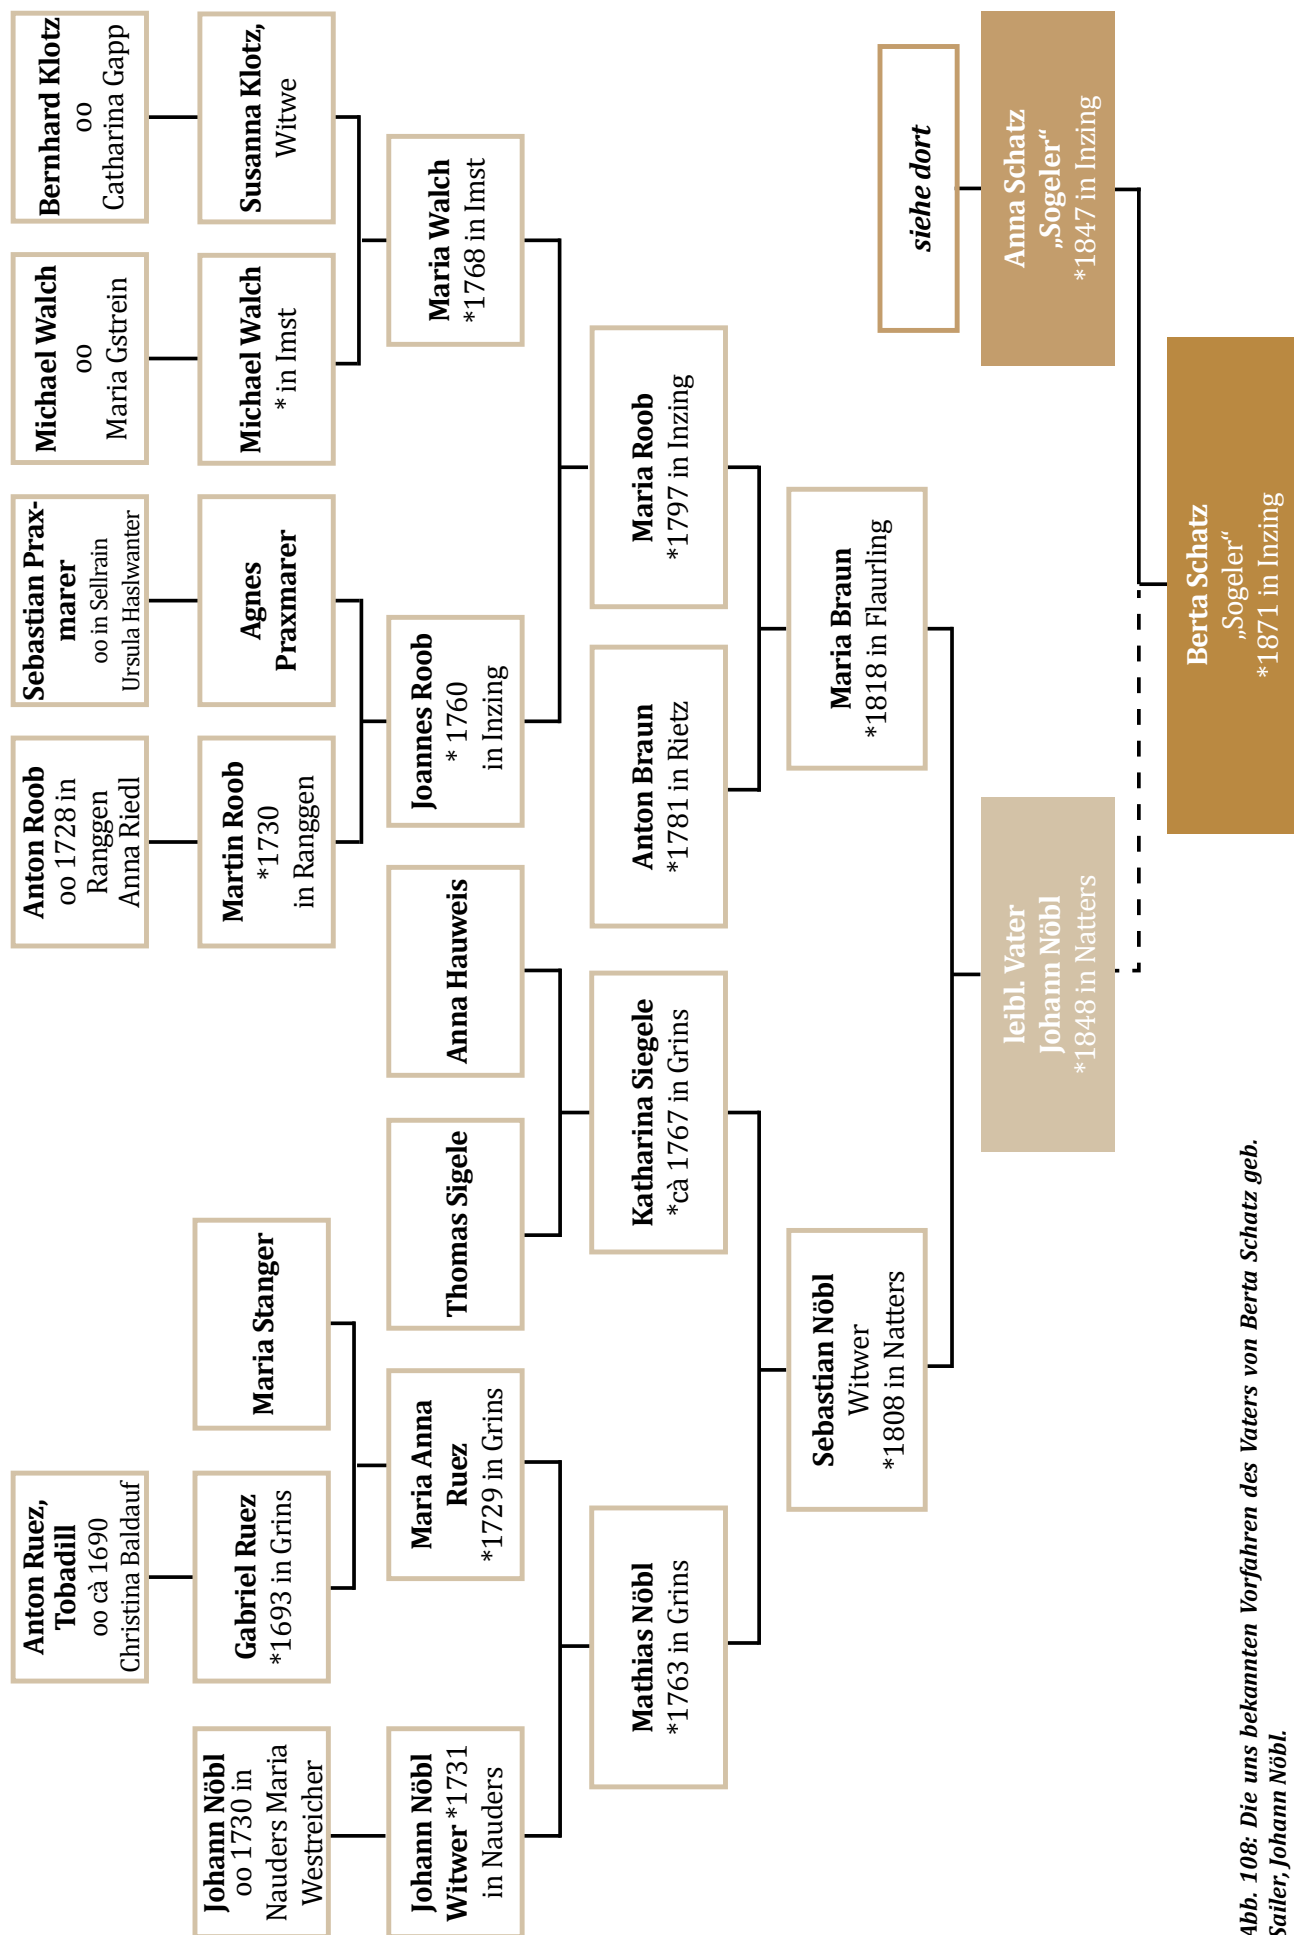 Johann Nöbl
oo 1730 in
Nauders Maria
Westreicher
Anton Ruez,
Tobadill
oo cà 1690
Christina Baldauf
Anton Roob
oo 1728 in
Ranggen
Anna Riedl
Sebastian Prax-
marer
oo in Sellrain
Ursula Haslwanter
Michael Walch
oo
Maria Gstrein
Bernhard Klotz
oo
Catharina Gapp
Gabriel Ruez
*1693 in Grins
Maria Stanger
Martin Roob
*1730
in Ranggen
Agnes
Praxmarer
Michael Walch
* in Imst
Susanna Klotz,
Witwe
Johann Nöbl
Witwer *1731
in Nauders
Maria Anna
Ruez
*1729 in Grins
Thomas Sigele
Anna Hauweis
Joannes Roob
* 1760
in Inzing
Maria Walch
*1768 in Imst
Mathias Nöbl
*1763 in Grins
Katharina Siegele
*cà 1767 in Grins
Anton Braun
*1781 in Rietz
Maria Roob
*1797 in Inzing
Sebastian Nöbl
Witwer
*1808 in Natters
Maria Braun
*1818 in Flaurling
siehe dort
leibl. Vater
Johann Nöbl
*1848 in Natters
Anna Schatz
„Sogeler“
*1847 in Inzing
Berta Schatz
„Sogeler“
*1871 in Inzing
Abb. 108: Die uns bekannten Vorfahren des Vaters von Berta Schatz geb.
Sailer, Johann Nöbl.